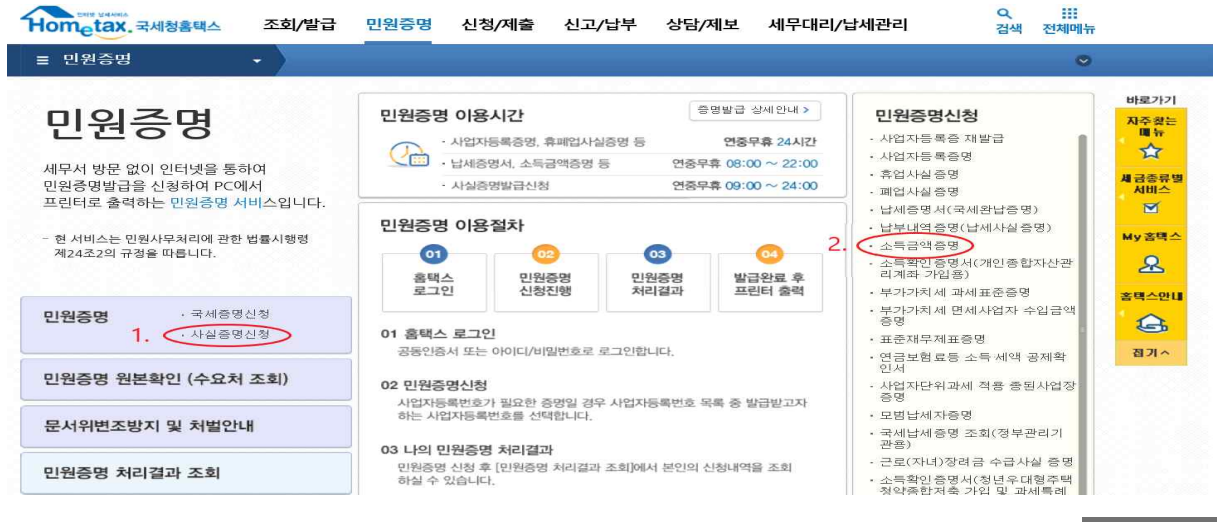 인터넷 납세서비스
Hometax. 국세청홈택스
조회/발급 민원증명 신청/제출 신고/납부 상담/제보 세무대리/납세관리
검색 전체메뉴
≡ 민원증명
민원증명
세무서 방문 없이 인터넷을 통하여
민원증명발급을 신청하여 PC에서
프린터로 출력하는 민원증명 서비스입니다.
- 현 서비스는 민원사무처리에 관한 법률시행령
제24조2의 규정을 따릅니다.
민원증명
· 국세증명신청
1. · 사실증명신청
민원증명 원본확인 (수요처 조회)
문서위변조방지 및 처벌안내
민원증명 처리결과 조회
민원증명 이용시간
증명발급 상세안내 >
· 사업자등록증명, 휴폐업사실증명 등 연중무휴 24시간
· 납세증명서, 소득금액증명 등 연중무휴 08:00 ~ 22:00
· 사실증명발급신청 연중무휴 09:00 ~ 24:00
민원증명 이용절차
01 02 03 04
홈택스 민원증명 민원증명 발급완료 후
로그인 신청진행 처리결과 프린터 출력
01 홈택스 로그인
공동인증서 또는 아이디/비밀번호로 로그인합니다.
02 민원증명신청
사업자등록번호가 필요한 증명일 경우 사업자등록번호 목록 중 발급받고자
하는 사업자등록번호를 선택합니다.
03 나의 민원증명 처리결과
민원증명 신청 후 [민원증명 처리결과 조회]에서 본인의 신청내역을 조회
하실 수 있습니다.
민원증명신청
· 사업자등록증 재발급
· 사업자등록증명
· 휴업사실증명
· 폐업사실증명
· 납세증명서(국세완납증명)
· 납부내역증명(납세사실증명)
2. · 소득금액증명
· 소득확인증명서(개인종합자산관
리계좌 가입용)
· 부가가치세 과세표준증명
· 부가가치세 면세사업자 수입금액
증명
· 표준재무제표증명
· 연금보험료등 소득 세액 공제확
인서
· 사업자단위과세 적용 종된사업장
증명
· 모범납세자증명
· 국세납세증명 조회(정부관리기
관용)
· 근로(자녀)장려금 수급사실 증명
· 소득확인증명서(청년우대형주택
청약종합저축 가입 및 과세특례
바로가기
자주찾는
메뉴
세금종류별
서비스
My홈택스
홈택스안내
접기 ^